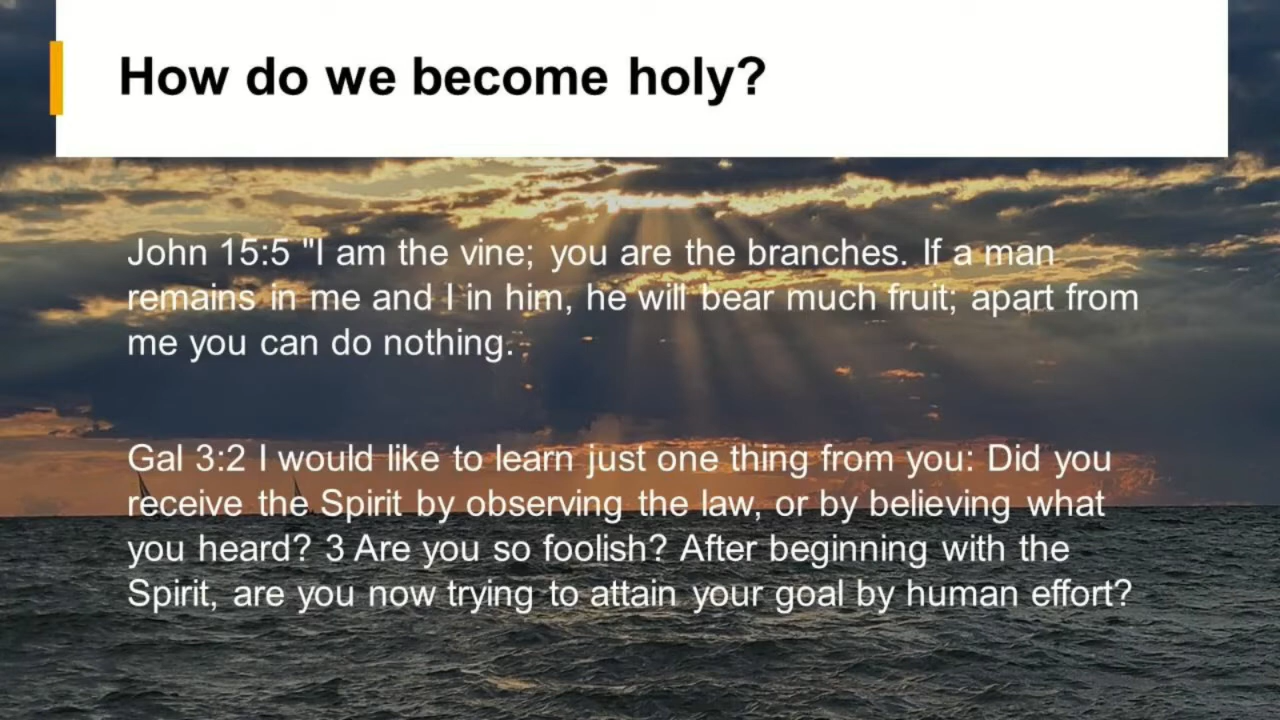 How do we become holy?
John 15:5 "I am the vine; you are the branches. If a man
remains in me and I in him, he will bear much fruit; apart from
me you can do nothing.
Gal 3:2 I would like to learn just one thing from you: Did you
receive the Spirit by observing the law, or by believing what
you heard? 3 Are you so foolish? After beginning with the
Spirit, are you now trying to attain your goal by human effort?